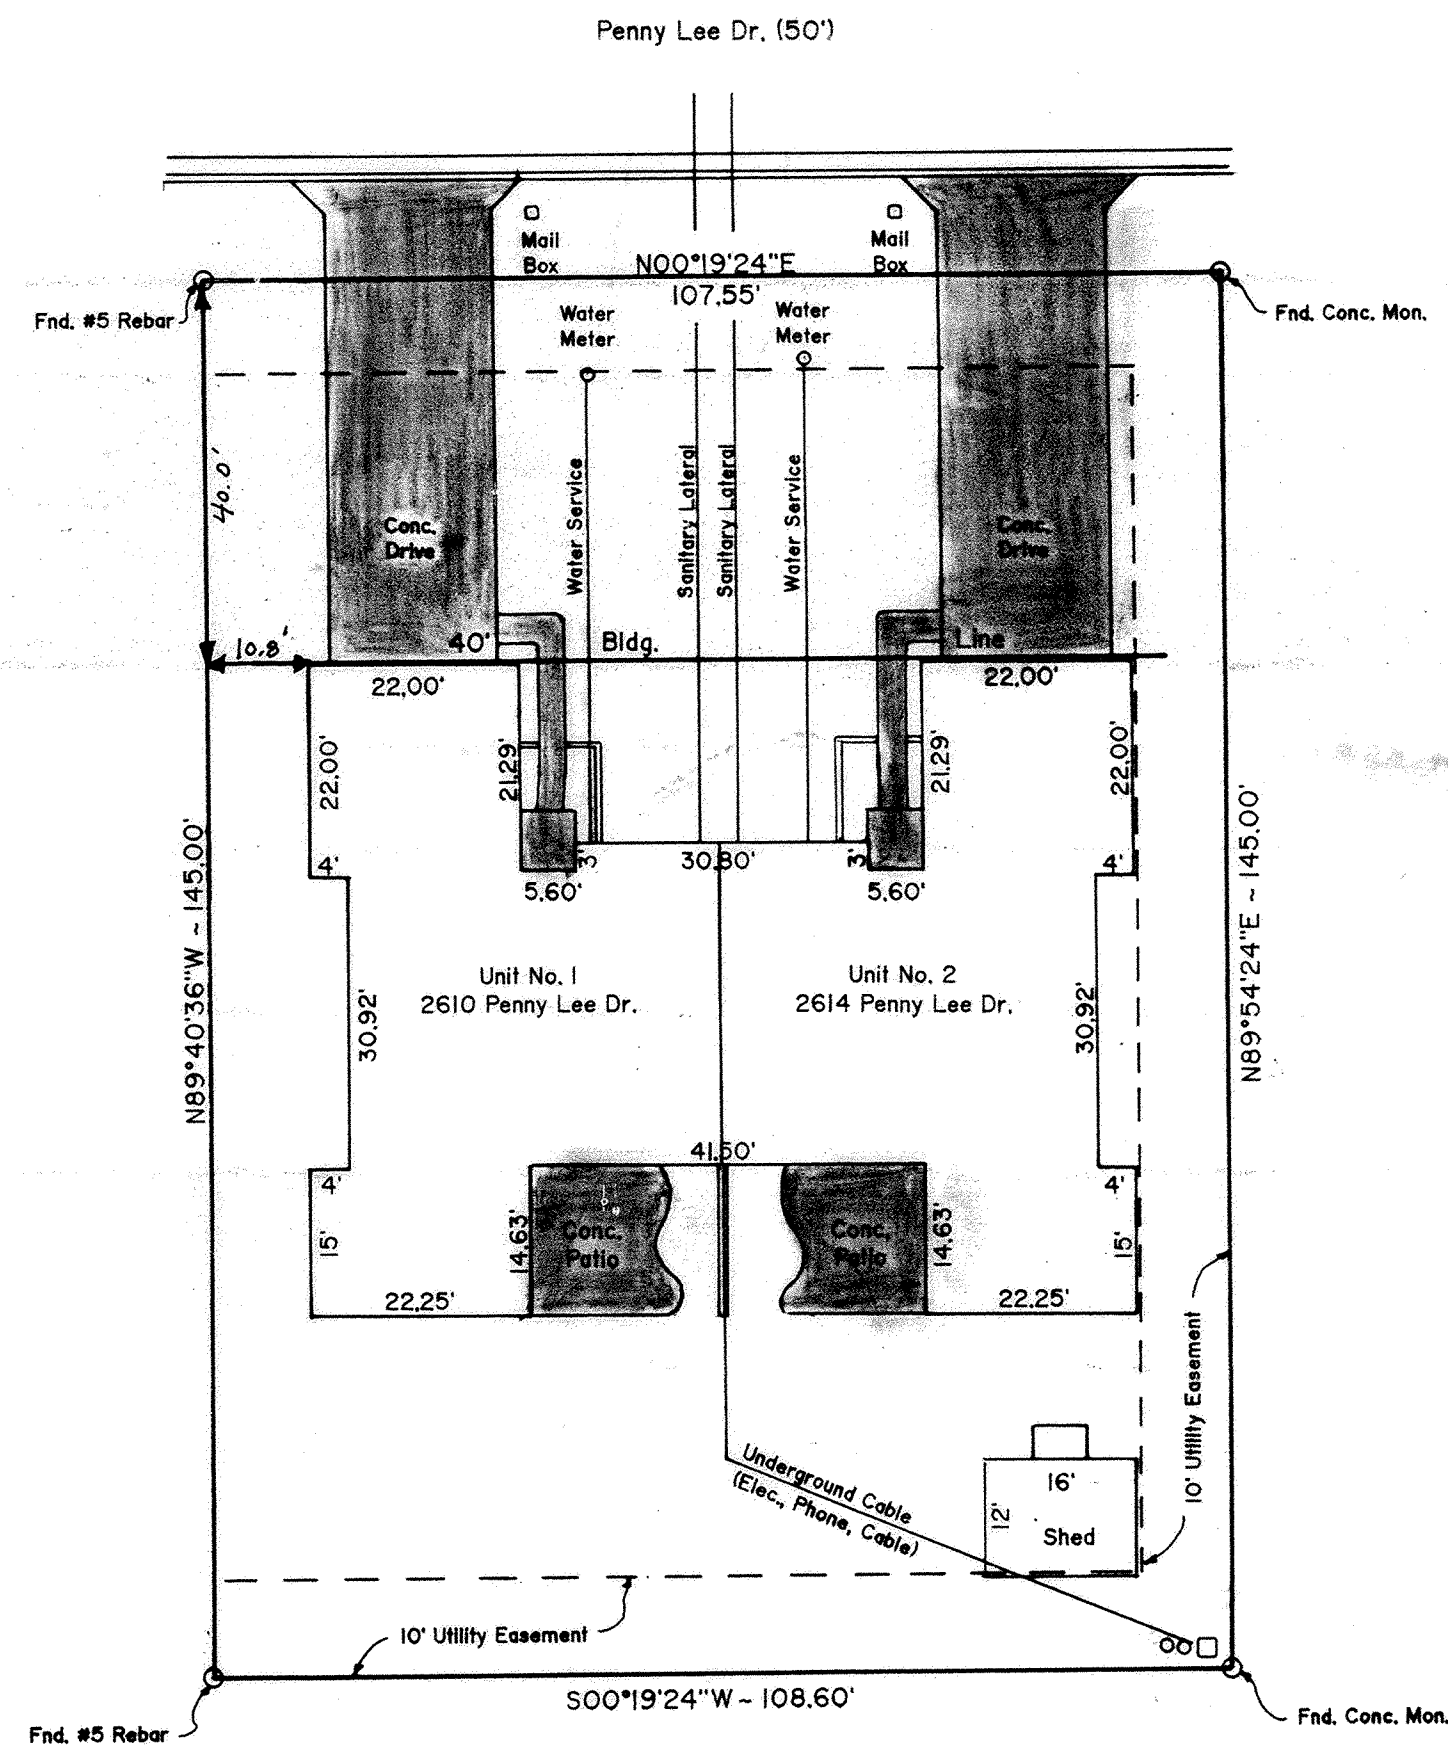 Penny Lee Dr. (50')
Mail
Box
Mail
Box
N00°19'24"E
107.55'
Fnd. #5 Rebar
Fnd. Conc. Mon.
Water
Meter
Water
Meter
40.0'
Conc.
Drive
Water Service
Sanitary Lateral
Sanitary Lateral
Water Service
Conc.
Drive
10.8'
40' Bldg. Line
22.00'
22.00'
22.00'
21.29'
21.29'
22.00'
4'
3'
30.80'
3'
4'
5.60'
5.60'
N89°40'36"W ~ 145.00'
N89°54'24"E ~ 145.00'
Unit No. 1
2610 Penny Lee Dr.
Unit No. 2
2614 Penny Lee Dr.
30.92'
30.92'
41.50'
4'
4'
15'
14.63'
Conc.
Patio
Conc.
Patio
14.63'
15'
22.25'
22.25'
10' Utility Easement
Underground Cable
(Elec., Phone, Cable)
16'
12'
Shed
10' Utility Easement
S00°19'24"W ~ 108.60'
Fnd. #5 Rebar
Fnd. Conc. Mon.